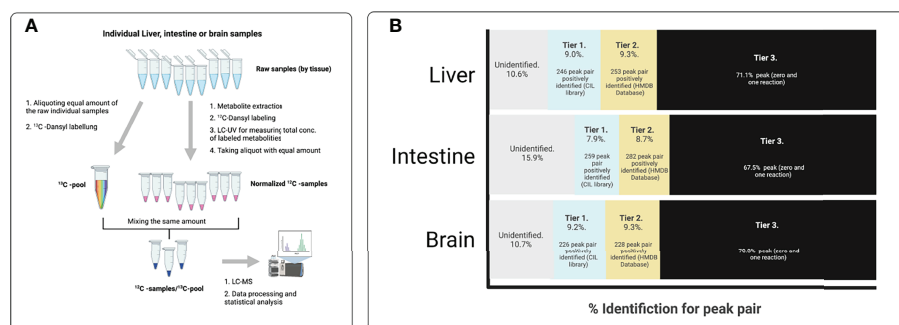 A
Individual Liver, intestine or brain samples
Raw samples (by tissue)
1. Aliquoting equal amount of
the raw individual samples
2. ¹³C -Dansyl labellung
1. Metabolite extraction
2. ¹²C-Dansyl labeling
3. LC-UV for measuring total conc.
of labeled metabolities
4. Taking aliquot with equal amount
¹³C -pool
Normalized ¹²C -samples
Mixing the same amount
¹²C -samples/¹³C-pool
1. LC-MS
2. Data processing and
statistical analysis
B
Liver
Unidentified.
10.6%
Tier 1.
9.0%.
246 peak pair
positively
identified (CIL
library)
Tier 2.
9.3%.
253 peak pair
positively
identified (HMDB
Database)
Tier 3.
71.1% peak (zero and
one reaction)
Intestine
Unidentified.
15.9%
Tier 1.
7.9%.
259 peak
pair
positively
identified
(CIL library)
Tier 2.
8.7%
282 peak pair
positively
identified
(HMDB
Database)
Tier 3.
67.5% peak (zero and
one reaction)
Brain
Unidentified.
10.7%
Tier 1.
9.2%.
226 peak pair
positively
identified (CIL
library)
Tier 2.
9.3%
228 peak pair
positively
identified (HMDB
Database)
Tier 3.
peak (zero and
one reaction)
% Identifiction for peak pair